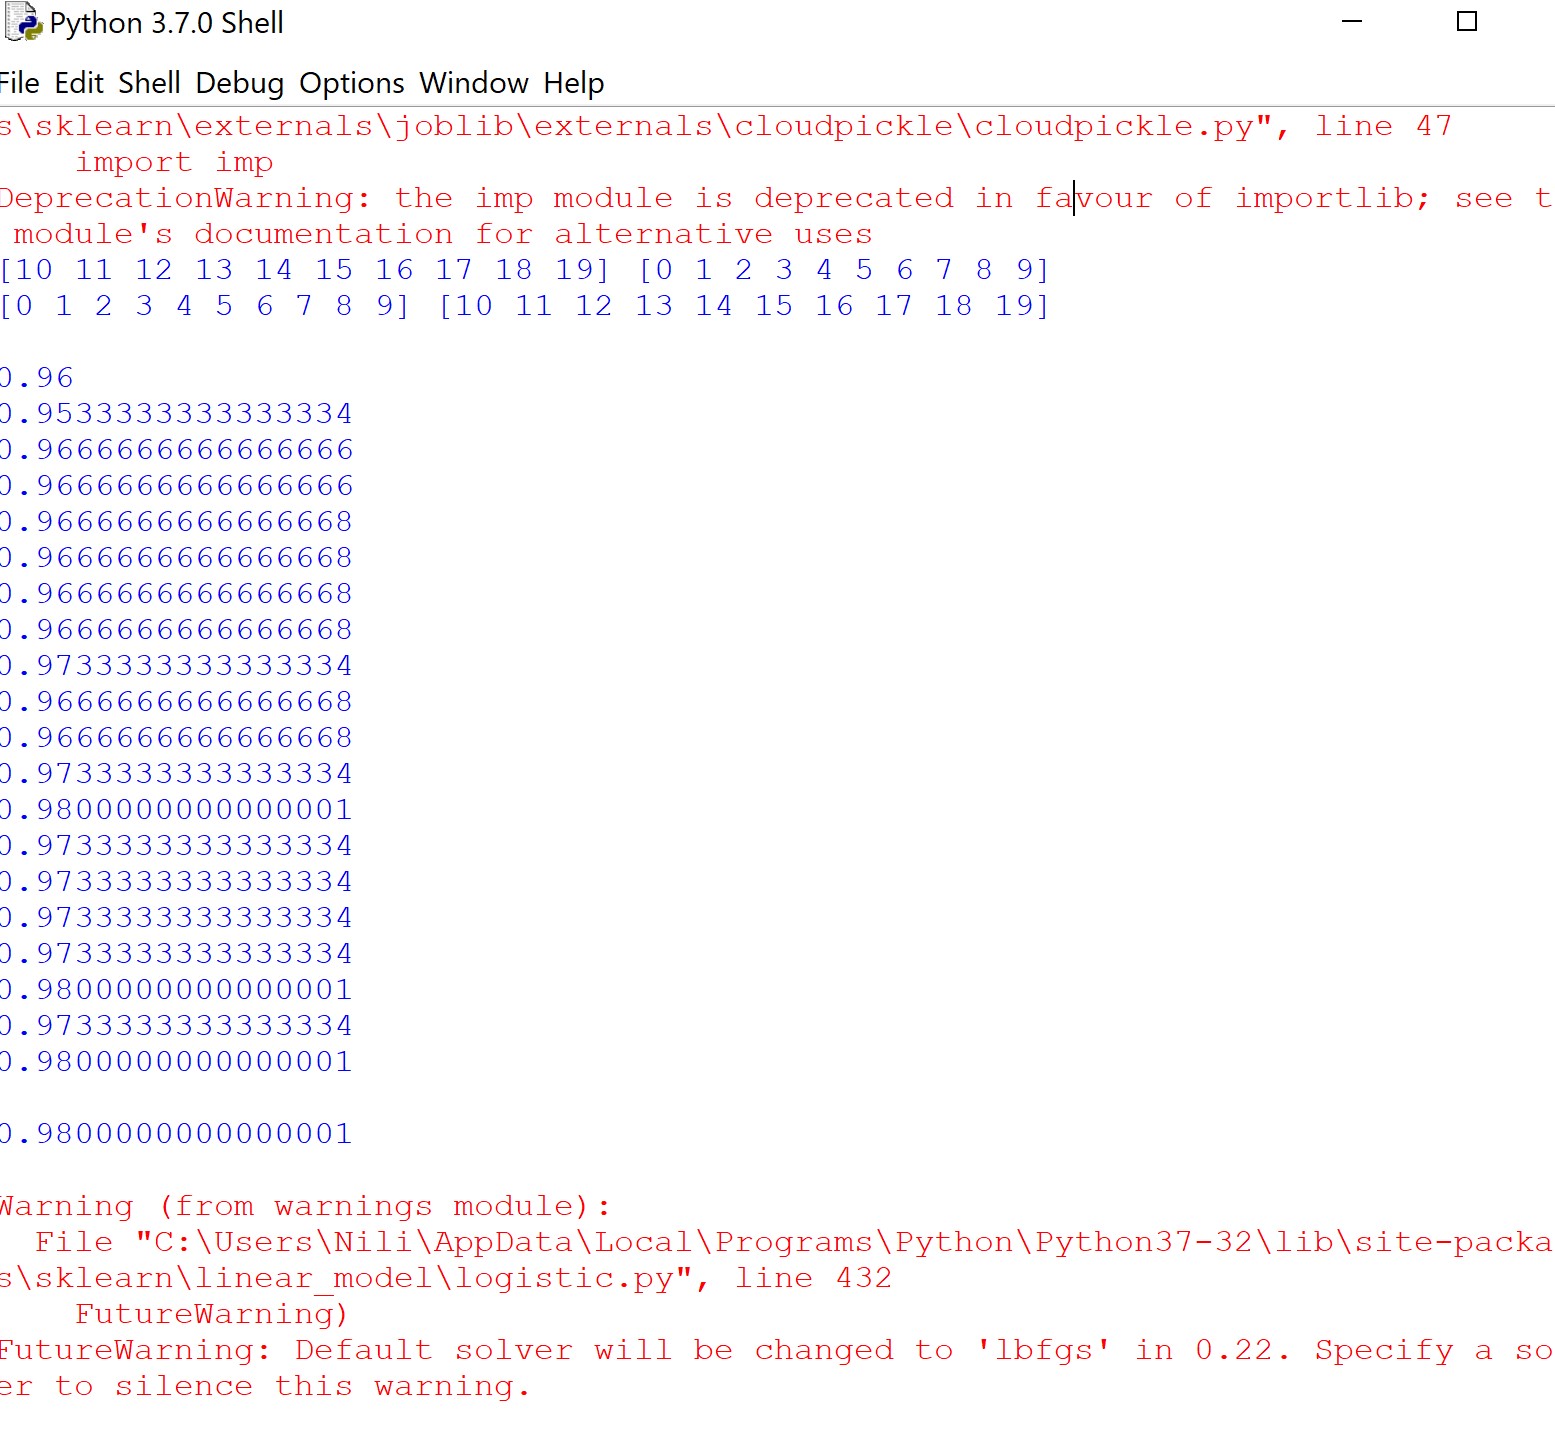 Python 3.7.0 Shell
File Edit Shell Debug Options Window Help
s\sklearn\externals\joblib\externals\cloudpickle\cloudpickle.py", line 47
import imp
DeprecationWarning: the imp module is deprecated in favour of importlib; see t
module's documentation for alternative uses
[10 11 12 13 14 15 16 17 18 19] [0 1 2 3 4 5 6 7 8 9]
[0 1 2 3 4 5 6 7 8 9] [10 11 12 13 14 15 16 17 18 19]
0.96
0.9533333333333334
0.9666666666666666
0.9666666666666666
0.9666666666666668
0.9666666666666668
0.9666666666666668
0.9666666666666668
0.9733333333333334
0.9666666666666668
0.9666666666666668
0.9733333333333334
0.9800000000000001
0.9733333333333334
0.9733333333333334
0.9733333333333334
0.9733333333333334
0.9800000000000001
0.9733333333333334
0.9800000000000001
0.9800000000000001
Warning (from warnings module):
File "C:\Users\Nili\AppData\Local\Programs\Python\Python37-32\lib\site-packa
s\sklearn\linear_model\logistic.py", line 432
FutureWarning)
FutureWarning: Default solver will be changed to 'lbfgs' in 0.22. Specify a so
er to silence this warning.